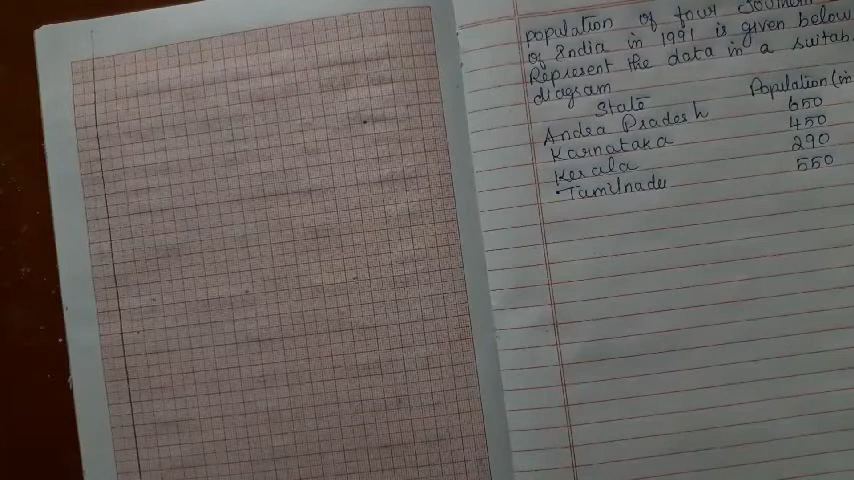 population of four
of India in 1991 is given below
Represent the data in a suitab
diagram
State Population (in
Andra Pradesh 650
Karnataka 450
Kerala 290
Tamilnadu 550